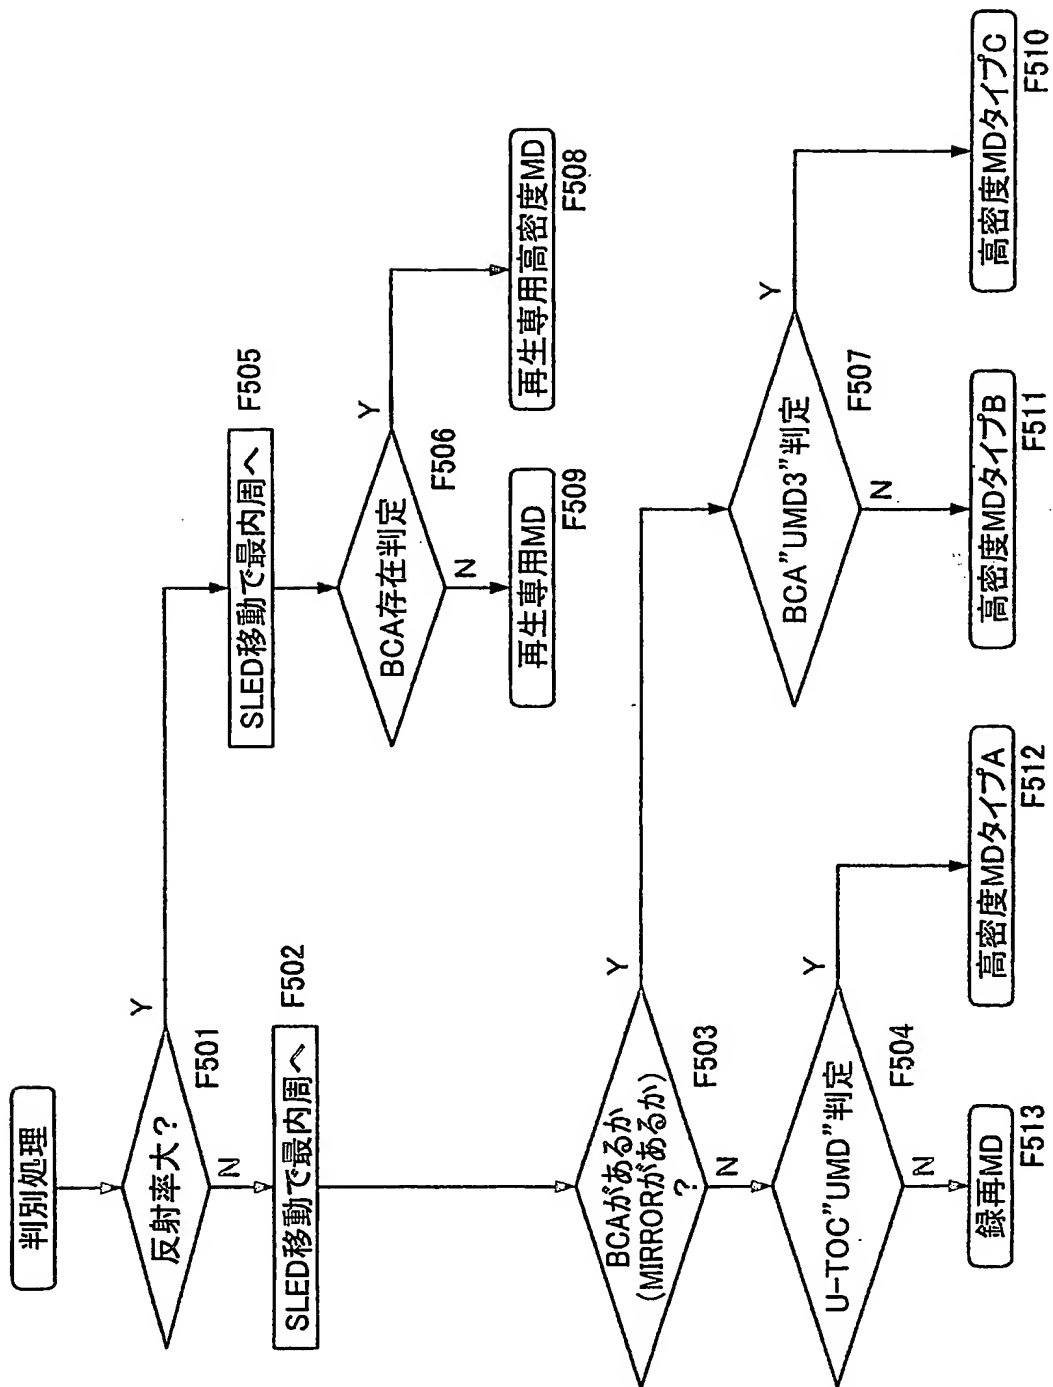 判別処理
反射率大？
F501
Y
N
SLED移動で最内周へ
F502
BCAがあるか
(MIRRORがあるか)
？
F503
Y
N
U-TOC"UMD"判定
F504
Y
N
録再MD
F513
高密度MDタイプA
F512
SLED移動で最内周へ
F505
BCA存在判定
F506
Y
N
再生専用MD
F509
再生専用高密度MD
F508
BCA"UMD3"判定
F507
Y
N
高密度MDタイプB
F511
高密度MDタイプC
F510